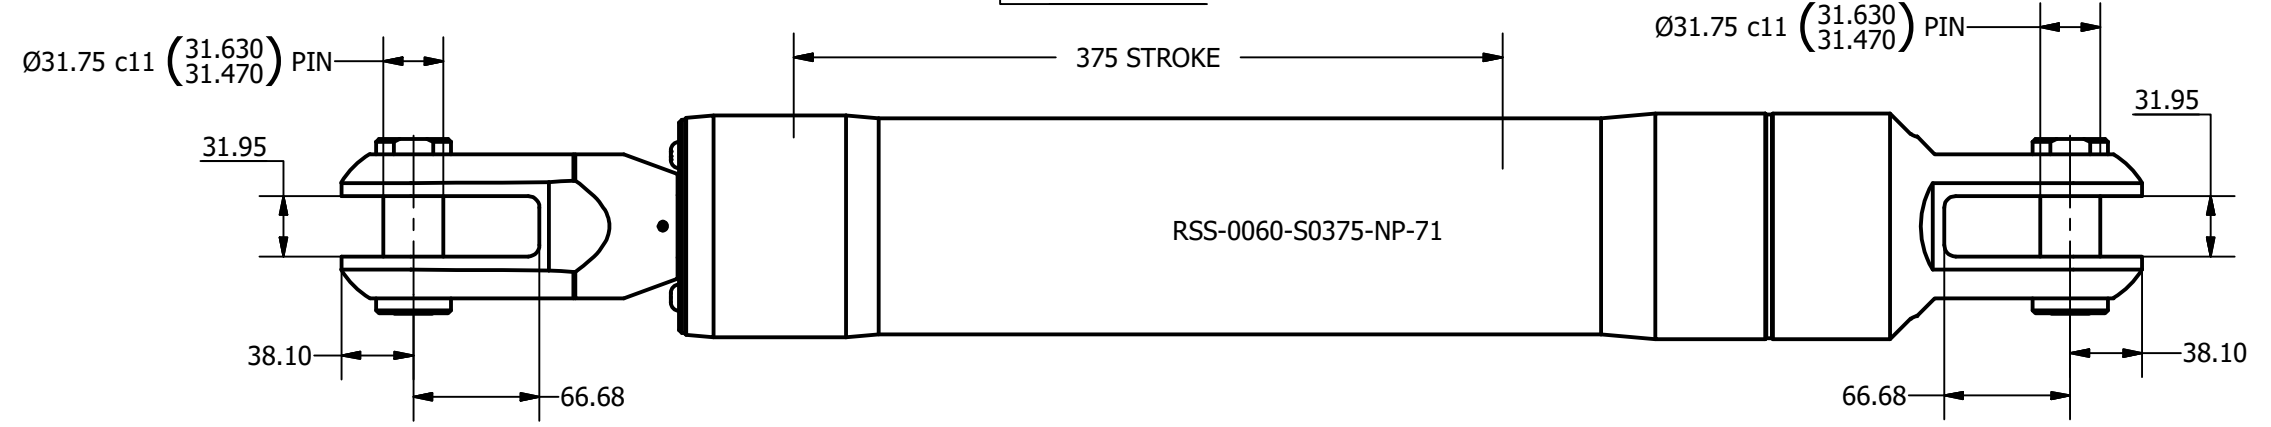 Ø31.75 c11 (31.630
31.470) PIN
375 STROKE
Ø31.75 c11 (31.630
31.470) PIN
31.95
31.95
RSS-0060-S0375-NP-71
38.10
66.68
66.68
38.10